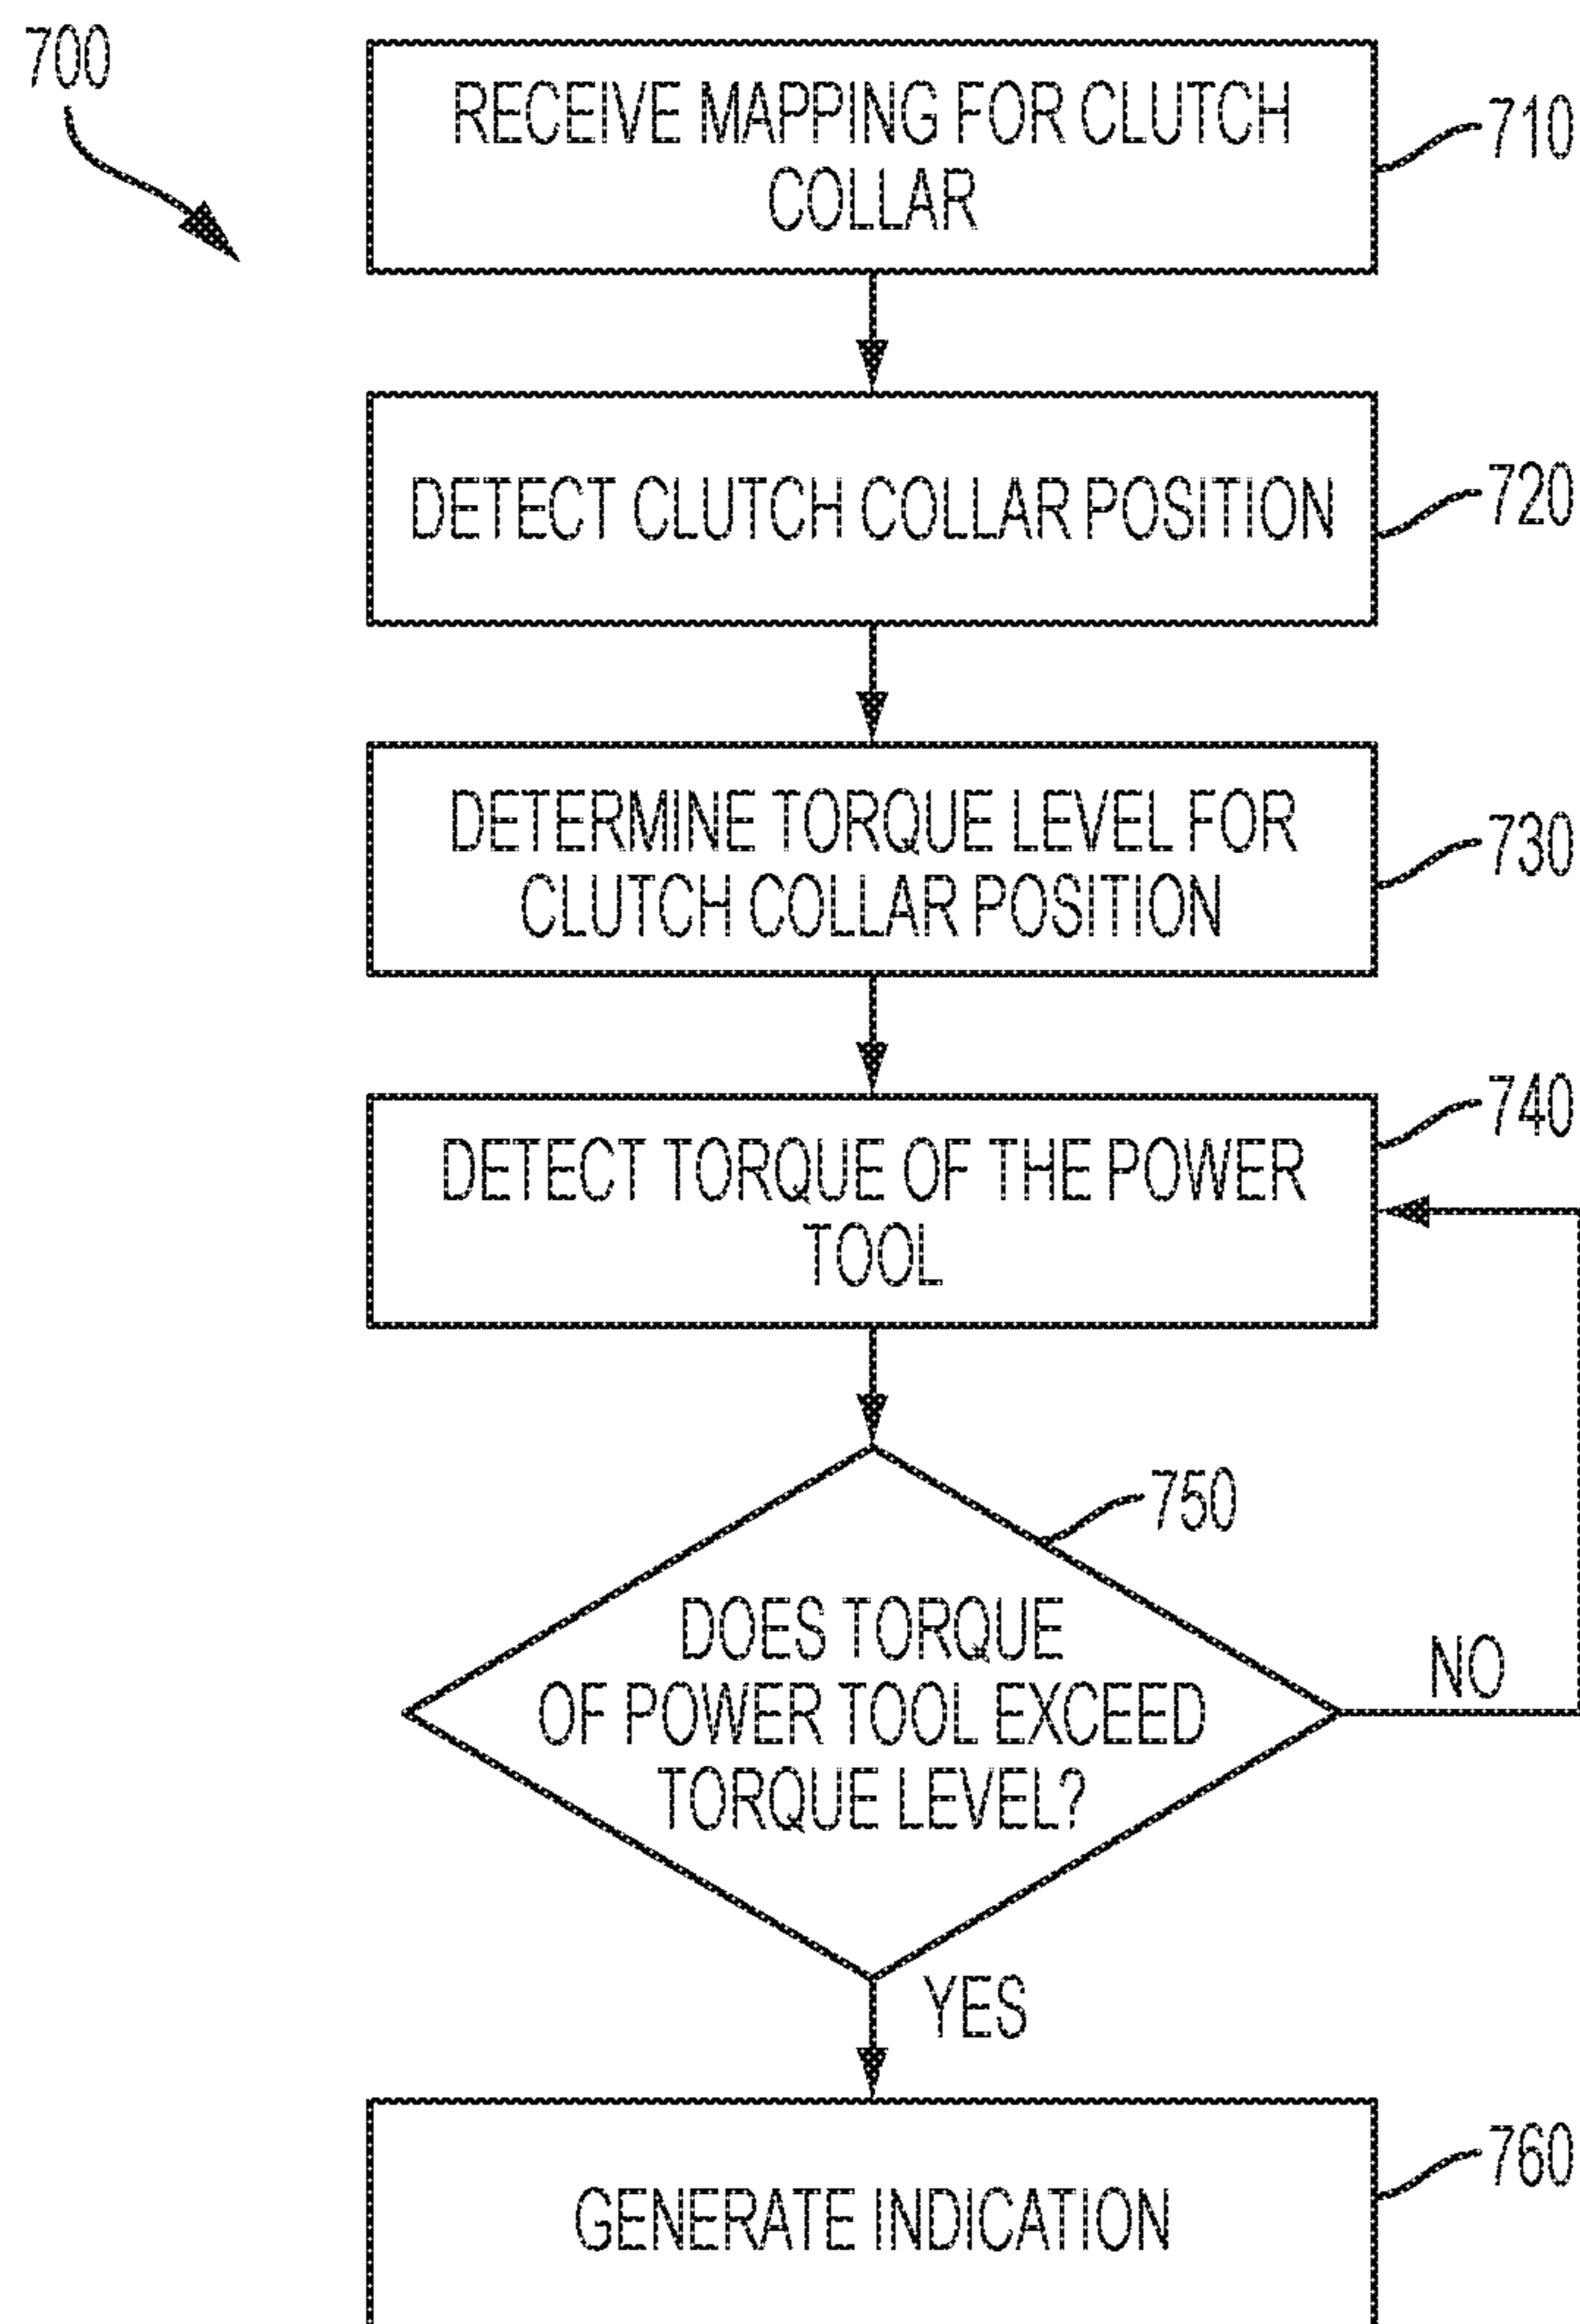 700
RECEIVE MAPPING FOR CLUTCH
COLLAR
710
DETECT CLUTCH COLLAR POSITION
720
DETERMINE TORQUE LEVEL FOR
CLUTCH COLLAR POSITION
730
DETECT TORQUE OF THE POWER
TOOL
740
750
DOES TORQUE
OF POWER TOOL EXCEED
TORQUE LEVEL?
NO
YES
GENERATE INDICATION
760